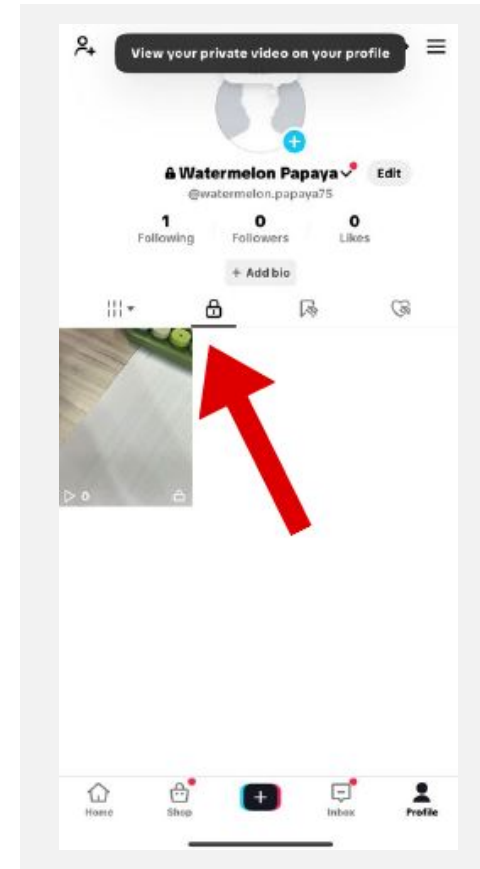 View your private video on your profile
Watermelon Papaya
Edit
@watermelon.papaya75
1
0
0
Following
Followers
Likes
+ Add bio
0
Home
Shop
Inbox
Profile